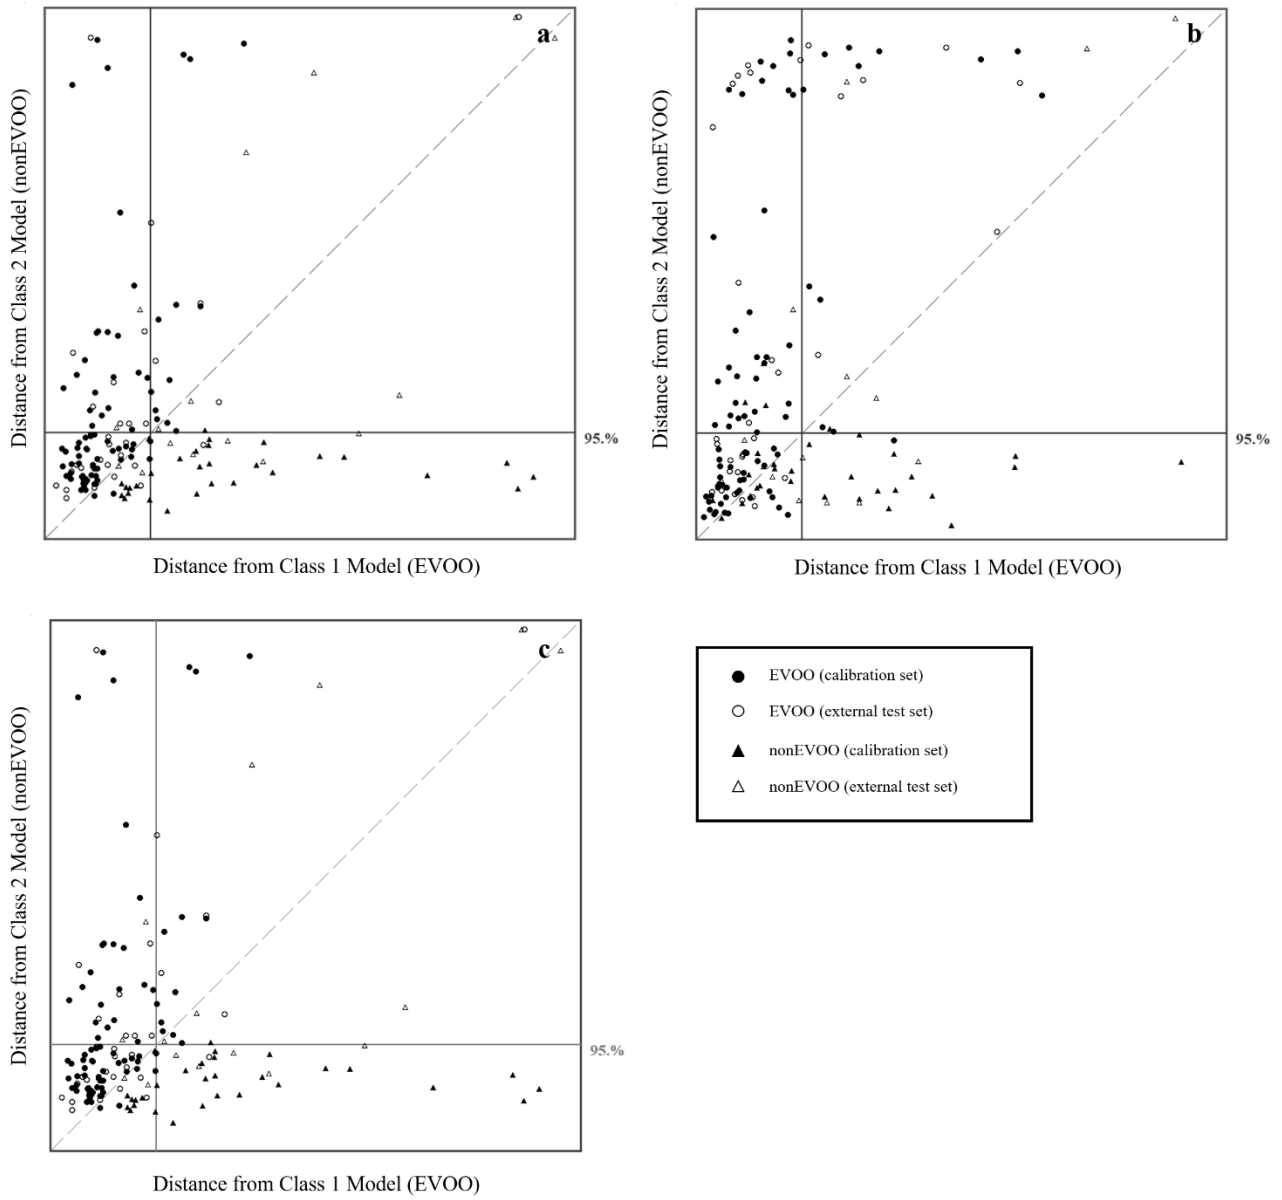 a
Distance from Class 2 Model (nonEVOO)
95.%
Distance from Class 1 Model (EVOO)
b
Distance from Class 2 Model (nonEVOO)
95.%
Distance from Class 1 Model (EVOO)
c
Distance from Class 2 Model (nonEVOO)
95.%
Distance from Class 1 Model (EVOO)
EVOO (calibration set)
EVOO (external test set)
nonEVOO (calibration set)
nonEVOO (external test set)